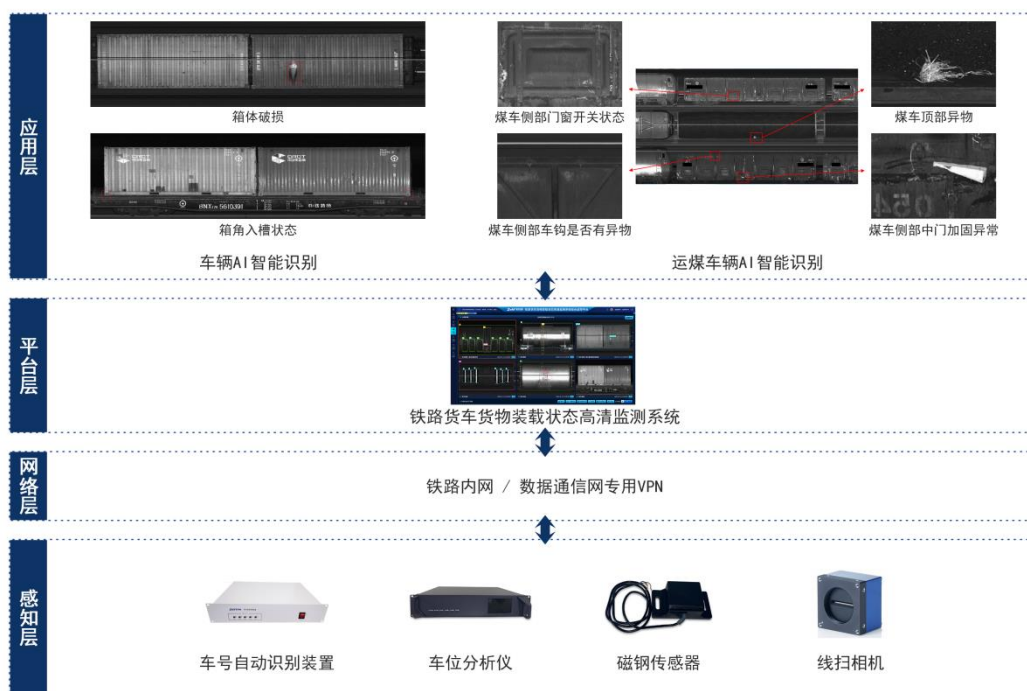 应用层
箱体破损
煤车侧部门窗开关状态
煤车顶部异物
箱角入槽状态
煤车侧部车钩是否有异物
煤车侧部中门加固异常
054
车辆AI智能识别
运煤车辆AI智能识别
平台层
铁路货车货物装载状态高清监测系统
网络层
铁路内网 / 数据通信网专用VPN
感知层
车号自动识别装置
车位分析仪
磁钢传感器
线扫相机